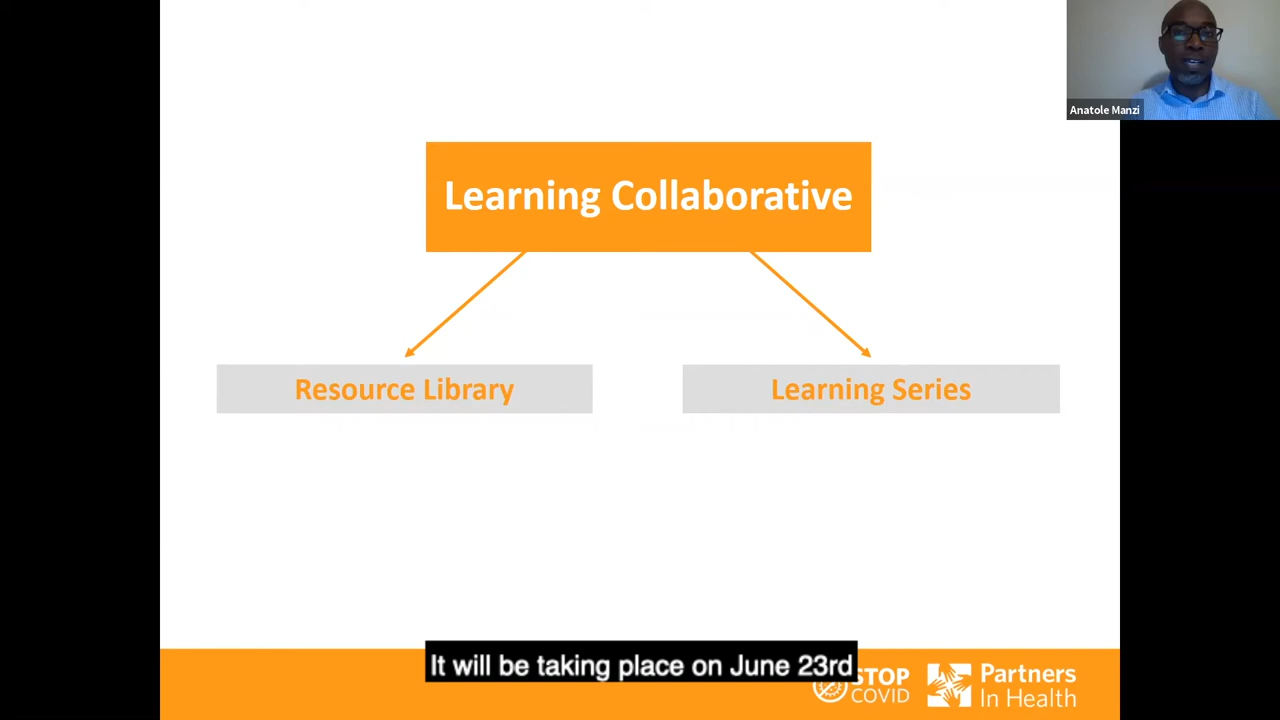 Anatole Manzi
Learning Collaborative
Resource Library
Learning Series
It will be taking place on June 23rd
STOP
COVID
Partners
In Health